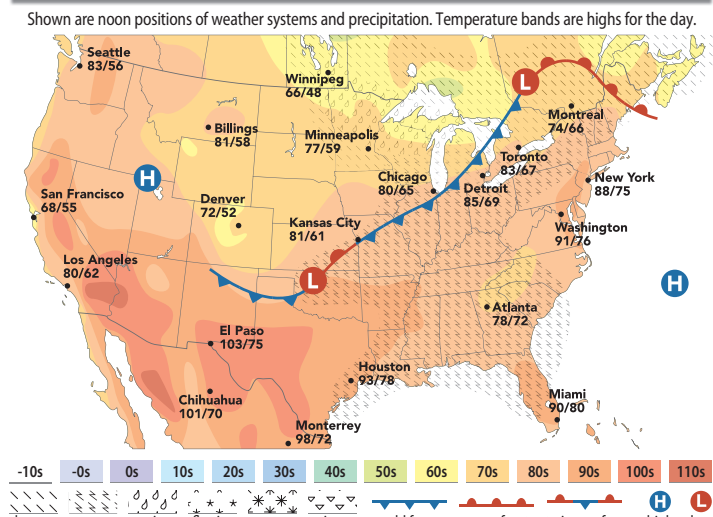 Shown are noon positions of weather systems and precipitation. Temperature bands are highs for the day.
Seattle
83/56
Winnipeg
66/48
L
Montreal
74/66
Billings
81/58
Minneapolis
77/59
Toronto
83/67
H
Chicago
80/65
Detroit
85/69
New York
88/75
San Francisco
68/55
Denver
72/52
Kansas City
81/61
Washington
91/76
Los Angeles
80/62
L
H
Atlanta
78/72
El Paso
103/75
Houston
93/78
Chihuahua
101/70
Miami
90/80
Monterrey
98/72
-10s -0s 0s 10s 20s 30s 40s 50s 60s 70s 80s 90s 100s 110s
H L